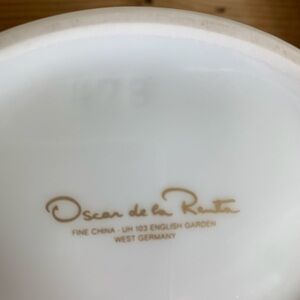 Oscar de la Renta
FINE CHINA - UH 103 ENGLISH GARDEN
WEST GERMANY